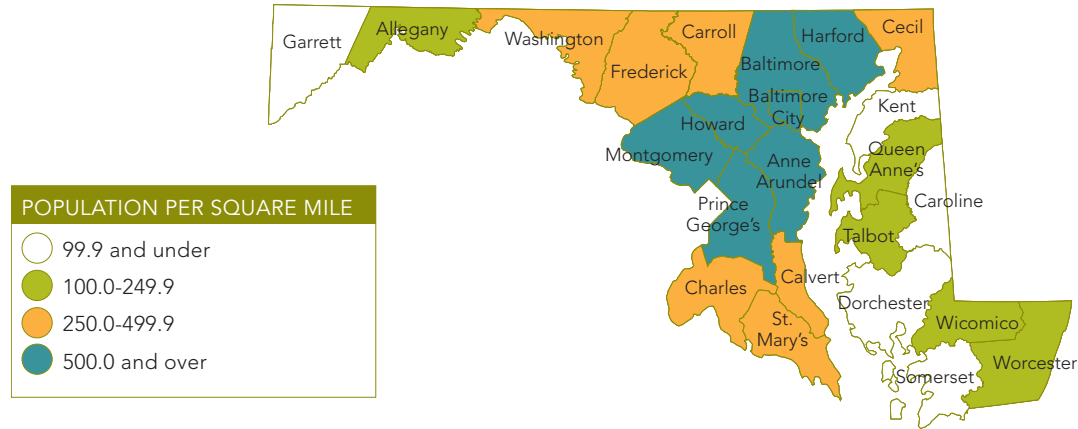 Garrett
Allegany
Washington
Frederick
Carroll
Baltimore
Harford
Cecil
Baltimore
City
Howard
Montgomery
Anne
Arundel
Prince
George's
Kent
Queen
Anne's
Caroline
Talbot
Charles
Calvert
St.
Mary's
Dorchester
Wicomico
Worcester
Somerset
POPULATION PER SQUARE MILE
99.9 and under
100.0-249.9
250.0-499.9
500.0 and over